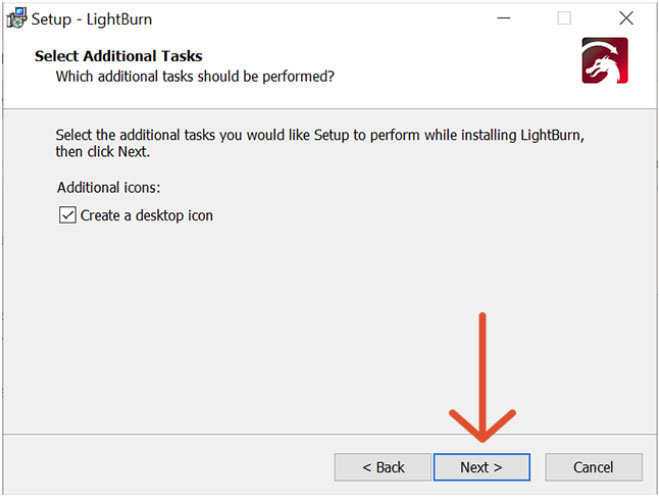 Setup - LightBurn
Select Additional Tasks
Which additional tasks should be performed?
Select the additional tasks you would like Setup to perform while installing LightBurn,
then click Next.
Additional icons:
Create a desktop icon
< Back
Next >
Cancel